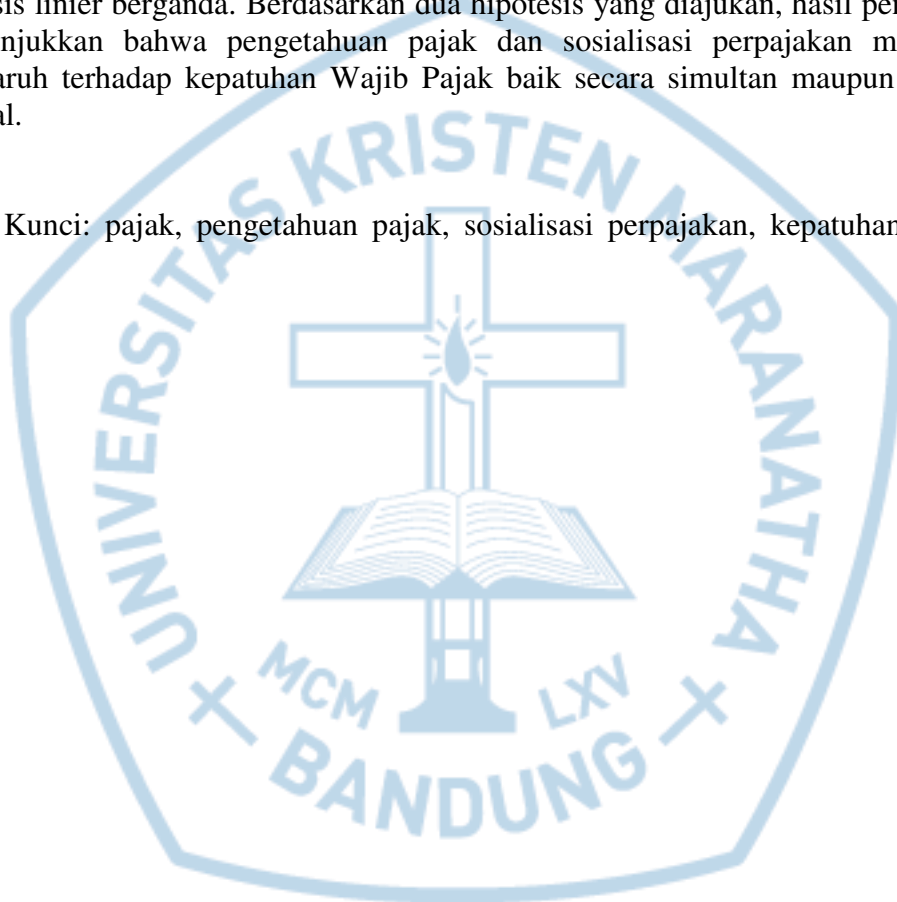 sis linier berganda. Berdasarkan dua hipotesis yang diajukan, hasil pe
njukkan bahwa pengetahuan pajak dan sosialisasi perpajakan m
aruh terhadap kepatuhan Wajib Pajak baik secara simultan maupun
al.
Kunci: pajak, pengetahuan pajak, sosialisasi perpajakan, kepatuhan
UNIVERSITAS KRISTEN MARANATHA
MCM LXV
BANDUNG